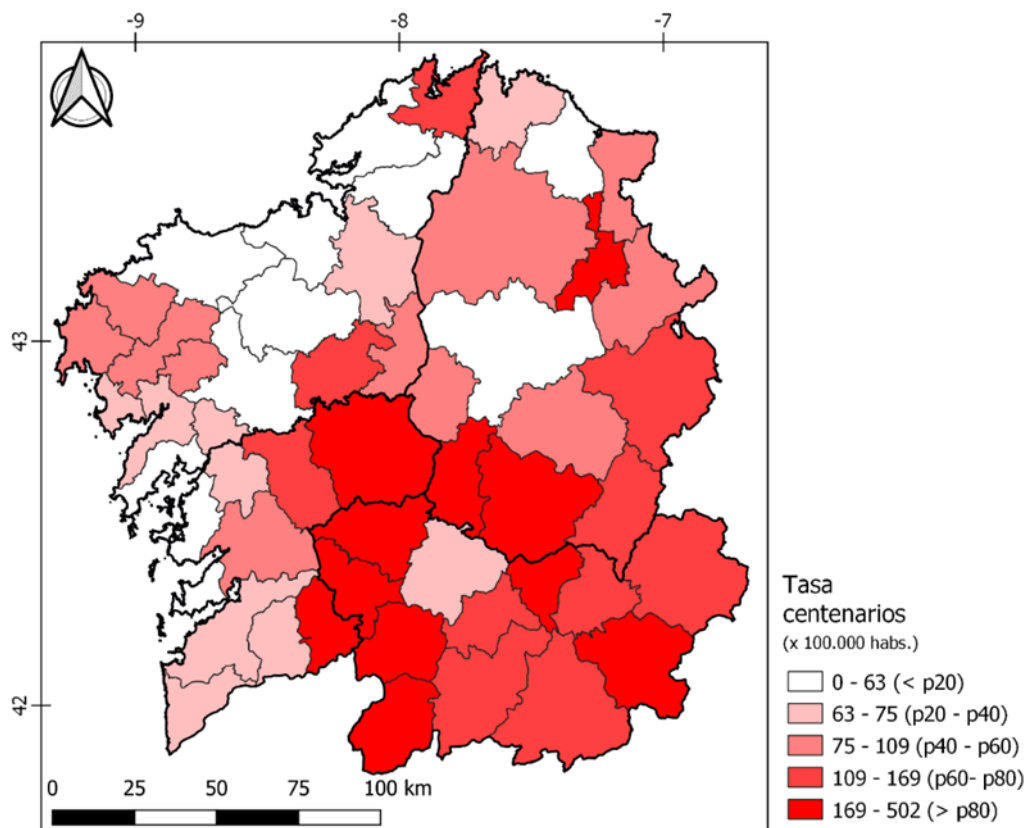 -9 -8 -7
43
42
0 25 50 75 100 km
Tasa
centenarios
(x 100.000 habs.)
0 - 63 (< p20)
63 - 75 (p20 - p40)
75 - 109 (p40 - p60)
109 - 169 (p60- p80)
169 - 502 (> p80)